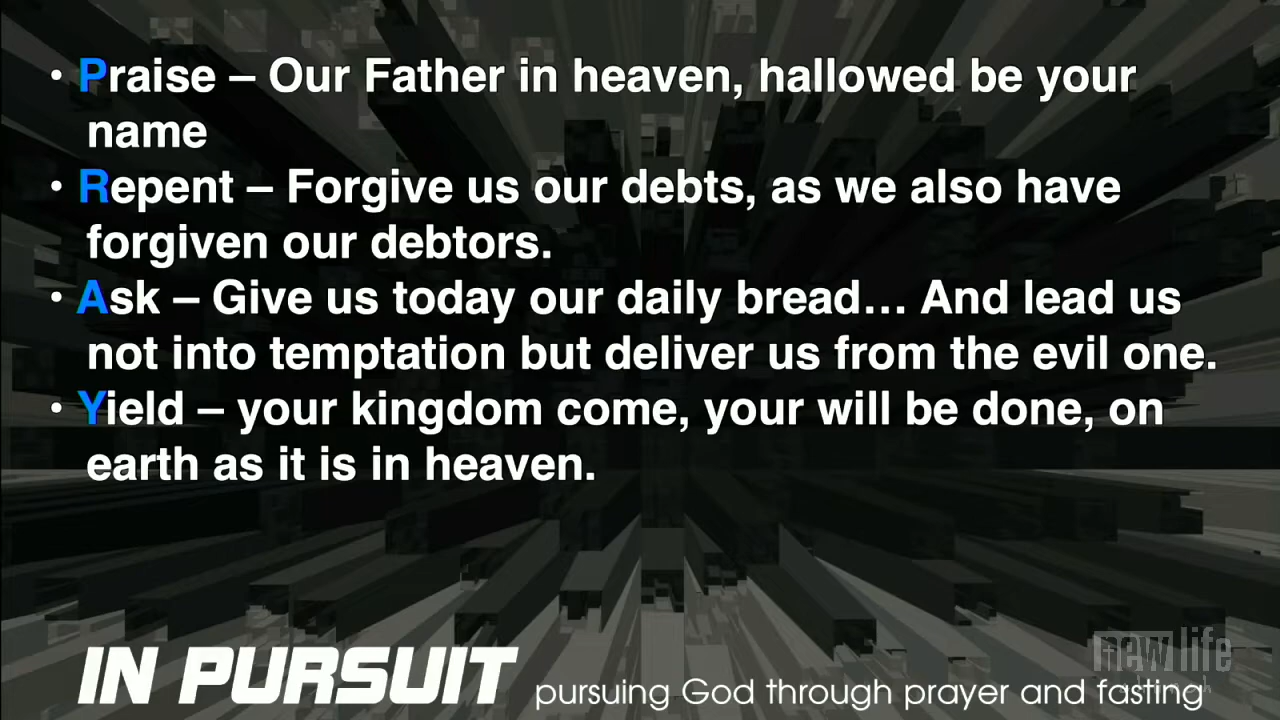 • Praise – Our Father in heaven, hallowed be your
name
• Repent – Forgive us our debts, as we also have
forgiven our debtors.
• Ask – Give us today our daily bread... And lead us
not into temptation but deliver us from the evil one.
• Yield – your kingdom come, your will be done, on
earth as it is in heaven.
new life
IN PURSUIT pursuing God through prayer and fasting